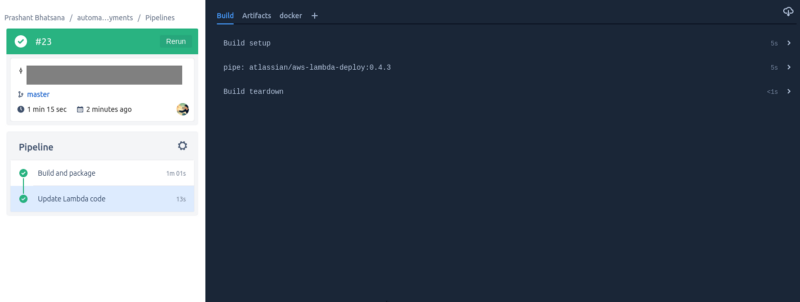 Prashant Bhatsana / automa...yments / Pipelines
#23
Rerun
master
1 min 15 sec
2 minutes ago
Pipeline
Build and package
1m 01s
Update Lambda code
13s
Build
Artifacts
docker
+
Build setup
5s
pipe: atlassian/aws-lambda-deploy:0.4.3
5s
Build teardown
<1s